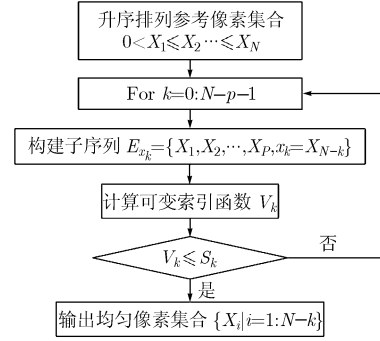 升序排列参考像素集合
0<X₁≤X₂…≤X_N
For k=0:N−p−1
构建子序列 E_{x_k}={X₁,X₂,…,X_P,x_k=X_{N−k}}
计算可变索引函数 V_k
V_k≤S_k
否
是
输出均匀像素集合 {X_i|i=1:N−k}